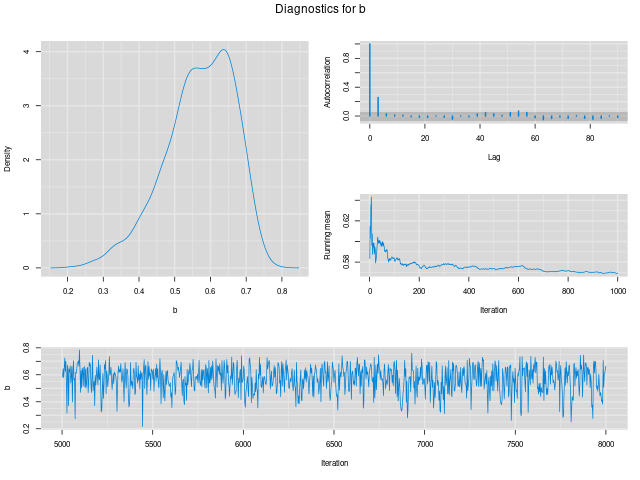 Diagnostics for b
Density
0
1
2
3
4
0.2 0.3 0.4 0.5 0.6 0.7 0.8
b
Autocorrelation
0.0
0.4
0.8
0 20 40 60 80
Lag
Running mean
0.58
0.62
0 200 400 600 800 1000
Iteration
b
0.2
0.4
0.6
0.8
5000 5500 6000 6500 7000 7500 8000
Iteration